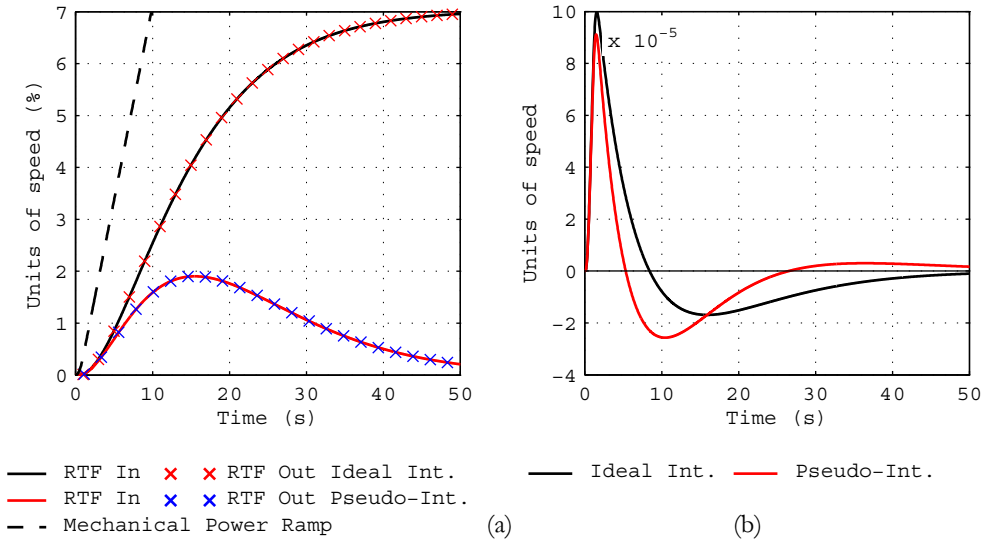 7
6
5
4
3
2
1
0
Units of speed (%)
0 10 20 30 40 50
Time (s)
10
8
6
4
2
0
−2
−4
Units of speed
x 10-5
0 10 20 30 40 50
Time (s)
RTF In RTF Out Ideal Int.
RTF In RTF Out Pseudo-Int.
Mechanical Power Ramp
(a)
Ideal Int. Pseudo-Int.
(b)